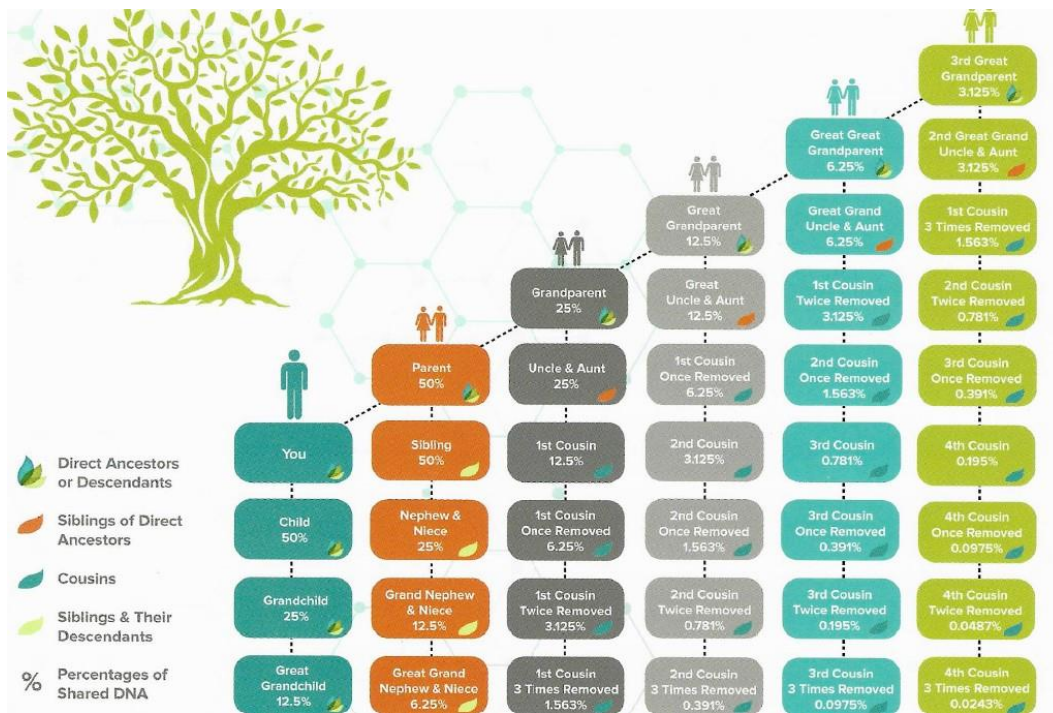 Direct Ancestors
or Descendants
Siblings of Direct
Ancestors
Cousins
Siblings & Their
Descendants
% Percentages of
Shared DNA
You
Child
50%
Grandchild
25%
Great
Grandchild
12.5%
Parent
50%
Sibling
50%
Nephew &
Niece
25%
Grand Nephew
& Niece
12.5%
Great Grand
Nephew & Niece
6.25%
Grandparent
25%
Uncle & Aunt
25%
1st Cousin
12.5%
1st Cousin
Once Removed
6.25%
1st Cousin
Twice Removed
3.125%
1st Cousin
3 Times Removed
1.563%
Great
Grandparent
12.5%
Great
Uncle & Aunt
12.5%
1st Cousin
Once Removed
6.25%
2nd Cousin
3.125%
2nd Cousin
Once Removed
1.563%
2nd Cousin
Twice Removed
0.781%
2nd Cousin
3 Times Removed
0.391%
Great Great
Grandparent
6.25%
Great Grand
Uncle & Aunt
6.25%
1st Cousin
Twice Removed
3.125%
2nd Cousin
Once Removed
1.563%
3rd Cousin
0.781%
3rd Cousin
Once Removed
0.391%
3rd Cousin
Twice Removed
0.195%
3rd Cousin
3 Times Removed
0.0975%
3rd Great
Grandparent
3.125%
2nd Great Grand
Uncle & Aunt
3.125%
1st Cousin
3 Times Removed
1.563%
2nd Cousin
Twice Removed
0.781%
3rd Cousin
Once Removed
0.391%
4th Cousin
0.195%
4th Cousin
Once Removed
0.0975%
4th Cousin
Twice Removed
0.0487%
4th Cousin
3 Times Removed
0.0243%